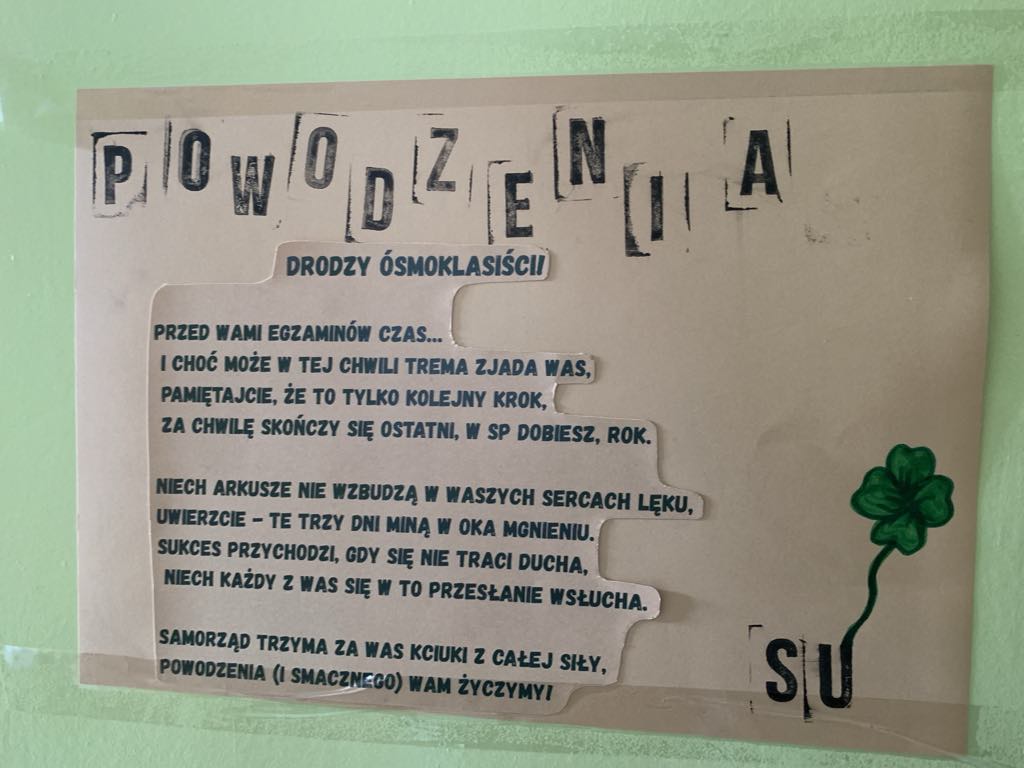 POWODZENIA
DRODZY ÓSMOKLASIŚCI!
PRZED WAMI EGZAMINÓW CZAS...
I CHOĆ MOŻE W TEJ CHWILI TREMA ZJADA WAS,
PAMIĘTAJCIE, ŻE TO TYLKO KOLEJNY KROK,
ZA CHWILĘ SKOŃCZY SIĘ OSTATNI, W SP DOBIESZ, ROK.
NIECH ARKUSZE NIE WZBUDZĄ W WASZYCH SERCACH LĘKU,
UWIERZCIE - TE TRZY DNI MINĄ W OKA MGNIENIU.
SUKCES PRZYCHODZI, GDY SIĘ NIE TRACI DUCHA,
NIECH KAŻDY Z WAS SIĘ W TO PRZESŁANIE WSŁUCHA.
SAMORZĄD TRZYMA ZA WAS KCIUKI Z CAŁEJ SIŁY,
POWODZENIA (I SMACZNEGO) WAM ŻYCZYMY!
SU